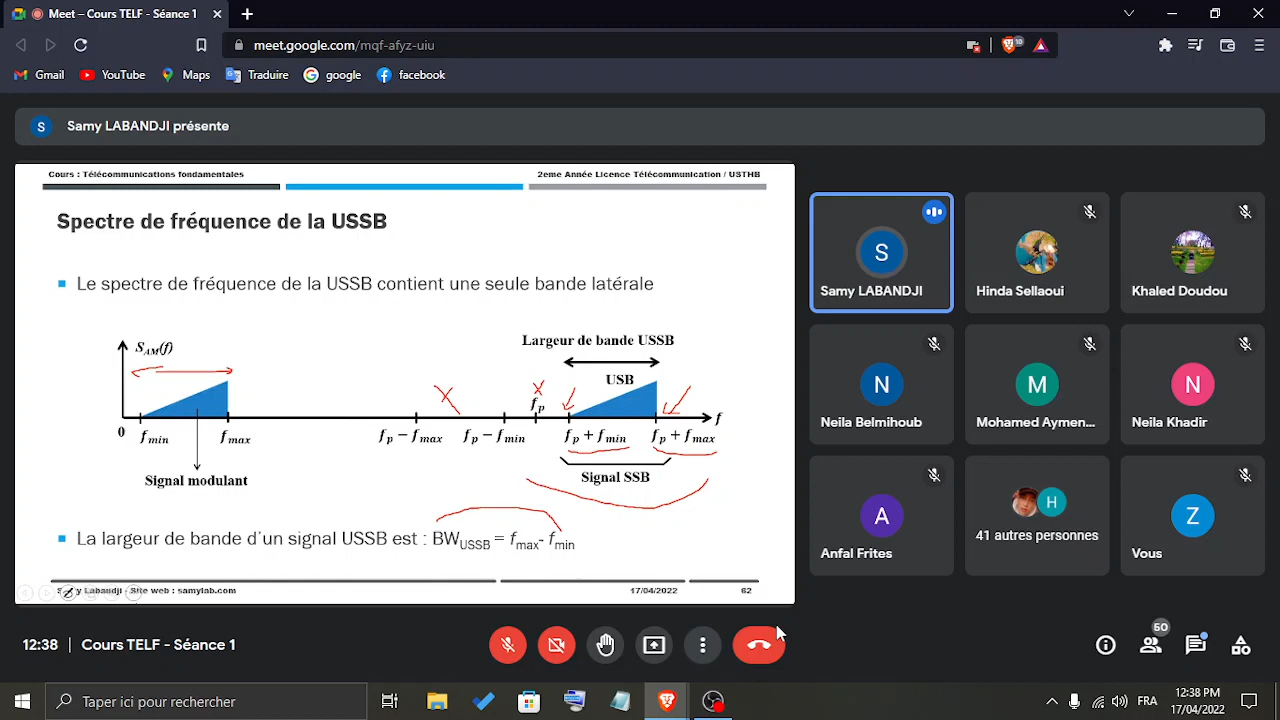 Meet – Cours TELF - Séance 1
meet.google.com/mqf-afyz-uiu
10
Gmail YouTube Maps Traduire google facebook
S Samy LABANDJI présente
Cours : Télécommunications fondamentales
2eme Année Licence Télécommunication / USTHB
Spectre de fréquence de la USSB
Le spectre de fréquence de la USSB contient une seule bande latérale
Largeur de bande USSB
S_AM(f)
USB
f_p
f
0 f_min f_max f_p − f_max f_p − f_min f_p + f_min f_p + f_max
Signal modulant
Signal SSB
La largeur de bande d'un signal USSB est : BW_USSB = f_max- f_min
Samy Labandji - Site web : samylab.com
17/04/2022
62
S
Samy LABANDJI
Hinda Sellaoui
Khaled Doudou
N
Neila Belmihoub
M
Mohamed Aymen...
N
Neila Khadir
A
Anfal Frites
H
41 autres personnes
Z
Vous
12:38 Cours TELF - Séance 1
50
Taper ici pour rechercher
FRA
12:38 PM
17/04/2022